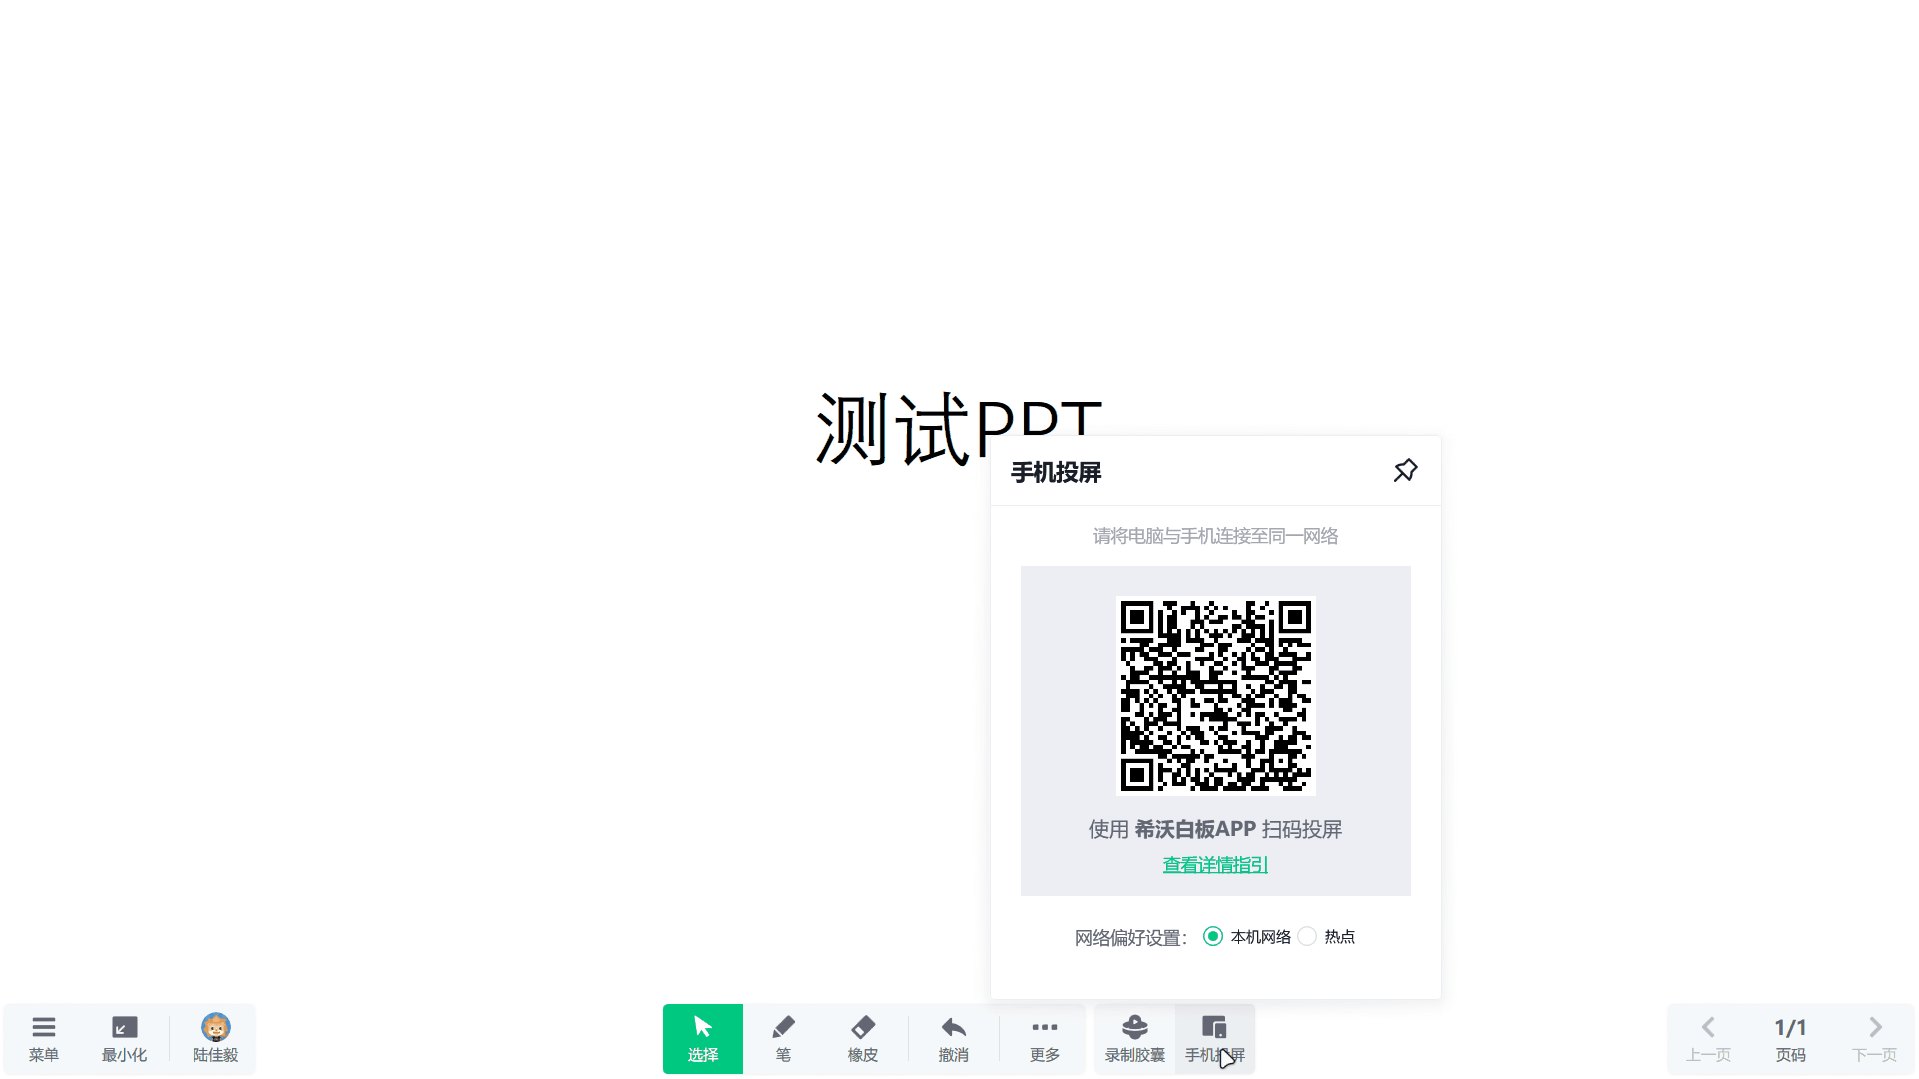 测试PPT
手机投屏
请将电脑与手机连接至同一网络
使用 希沃白板APP 扫码投屏
查看详情指引
网络偏好设置： 本机网络 热点
菜单 最小化 陆佳毅 选择 笔 橡皮 撤消 更多 录制胶囊 手机投屏 上一页 1/1 页码 下一页